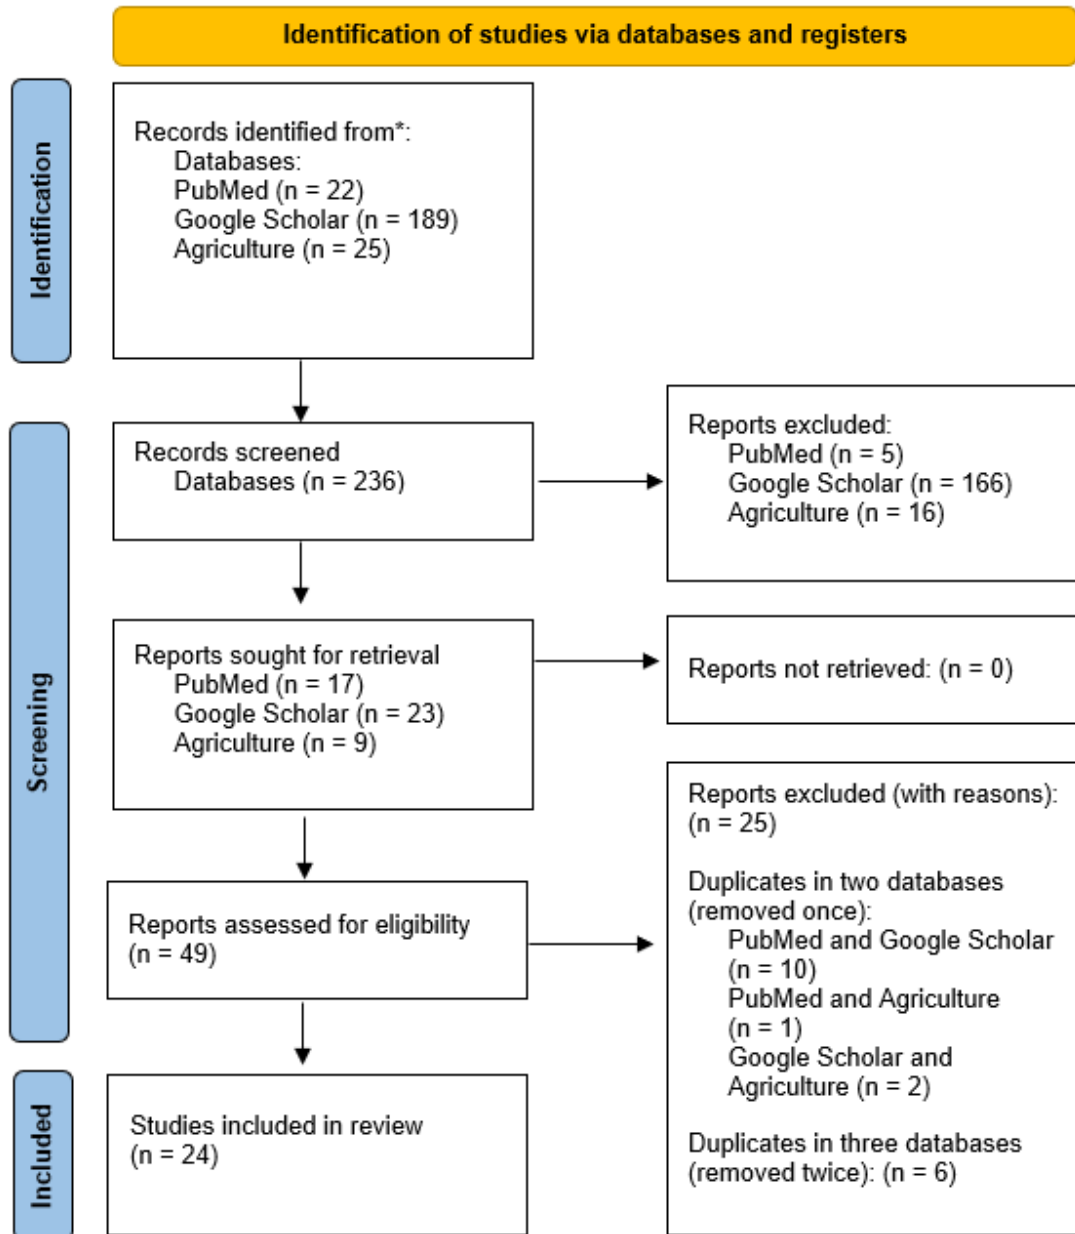 Identification of studies via databases and registers
Identification
Records identified from*:
Databases:
PubMed (n = 22)
Google Scholar (n = 189)
Agriculture (n = 25)
Screening
Records screened
Databases (n = 236)
Reports excluded:
PubMed (n = 5)
Google Scholar (n = 166)
Agriculture (n = 16)
Reports sought for retrieval
PubMed (n = 17)
Google Scholar (n = 23)
Agriculture (n = 9)
Reports not retrieved: (n = 0)
Reports assessed for eligibility
(n = 49)
Reports excluded (with reasons):
(n = 25)
Duplicates in two databases
(removed once):
PubMed and Google Scholar
(n = 10)
PubMed and Agriculture
(n = 1)
Google Scholar and
Agriculture (n = 2)
Duplicates in three databases
(removed twice): (n = 6)
Included
Studies included in review
(n = 24)